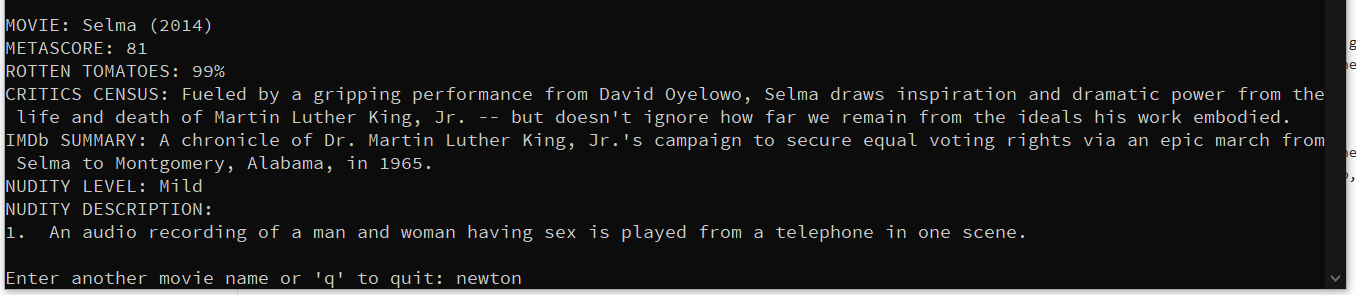 MOVIE: Selma (2014)
METASCORE: 81
ROTTEN TOMATOES: 99%
CRITICS CENSUS: Fueled by a gripping performance from David Oyelowo, Selma draws inspiration and dramatic power from the
life and death of Martin Luther King, Jr. -- but doesn't ignore how far we remain from the ideals his work embodied.
IMDb SUMMARY: A chronicle of Dr. Martin Luther King, Jr.'s campaign to secure equal voting rights via an epic march from
Selma to Montgomery, Alabama, in 1965.
NUDITY LEVEL: Mild
NUDITY DESCRIPTION:
1.  An audio recording of a man and woman having sex is played from a telephone in one scene.
Enter another movie name or 'q' to quit: newton